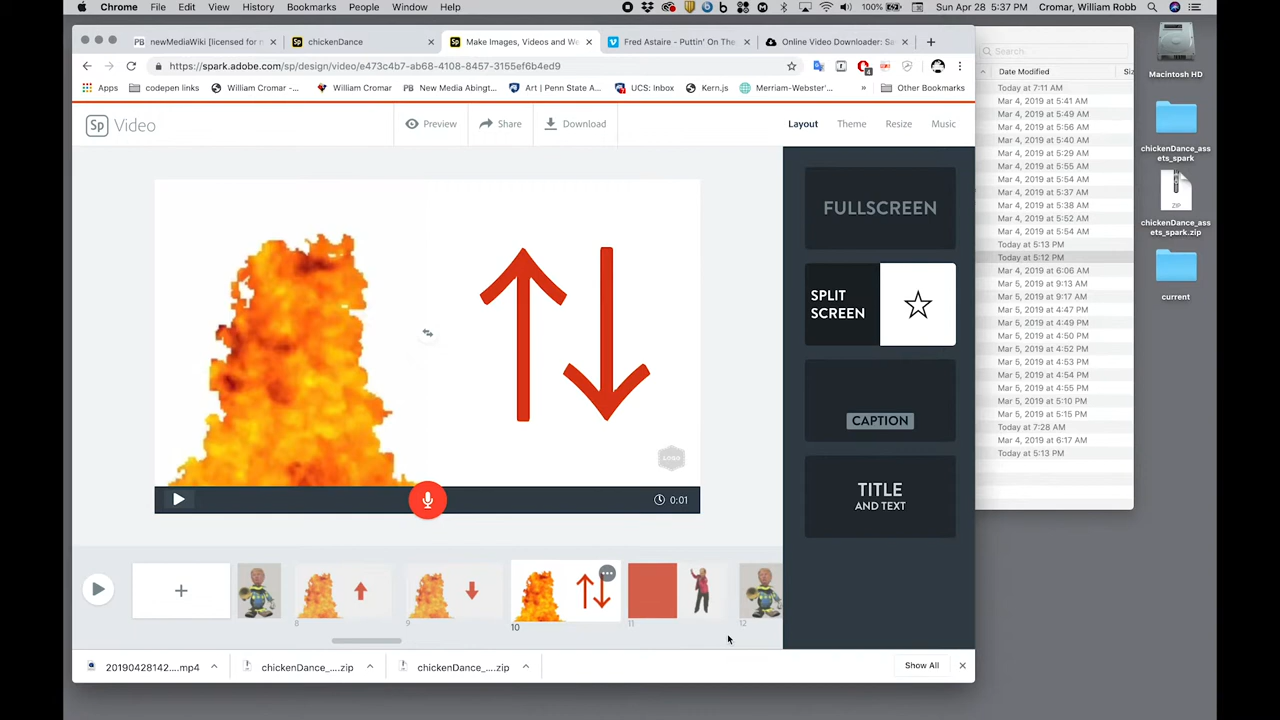 Chrome File Edit View History Bookmarks People Window Help 100% Sun Apr 28 5:37 PM Cromar, William Robb
newMediaWiki [licensed for n
chickenDance
Make Images, Videos and We
Fred Astaire - Puttin' On The
Online Video Downloader: Sa
https://spark.adobe.com/sp/design/video/e473c4b7-ab68-4108-8457-3155ef6b4ed9
4
Apps codepen links William Cromar -... William Cromar New Media Abingt... Art | Penn State A... UCS: Inbox Kern.js Merriam-Webster'... » Other Bookmarks
Sp Video
Preview
Share
Download
Layout
Theme
Resize
Music
FULLSCREEN
SPLIT
SCREEN
CAPTION
TITLE
AND TEXT
LOGO
0:01
8
9
10
11
12
20190428142....mp4
chickenDance_....zip
chickenDance_....zip
Show All
Search
Date Modified
Today at 7:11 AM
Mar 4, 2019 at 5:41 AM
Mar 4, 2019 at 5:49 AM
Mar 4, 2019 at 5:56 AM
Mar 4, 2019 at 5:40 AM
Mar 4, 2019 at 5:29 AM
Mar 4, 2019 at 5:55 AM
Mar 4, 2019 at 5:54 AM
Mar 4, 2019 at 5:37 AM
Mar 4, 2019 at 5:38 AM
Mar 4, 2019 at 5:52 AM
Mar 4, 2019 at 5:54 AM
Today at 5:13 PM
Today at 5:12 PM
Mar 4, 2019 at 6:06 AM
Mar 5, 2019 at 9:13 AM
Mar 5, 2019 at 9:17 AM
Mar 5, 2019 at 4:47 PM
Mar 5, 2019 at 4:49 PM
Mar 5, 2019 at 4:50 PM
Mar 5, 2019 at 4:52 PM
Mar 5, 2019 at 4:53 PM
Mar 5, 2019 at 4:54 PM
Mar 5, 2019 at 4:55 PM
Mar 5, 2019 at 5:10 PM
Mar 5, 2019 at 5:15 PM
Today at 7:28 AM
Mar 4, 2019 at 6:17 AM
Today at 5:13 PM
Macintosh HD
chickenDance_ass
ets_spark
ZIP
chickenDance_ass
ets_spark.zip
current